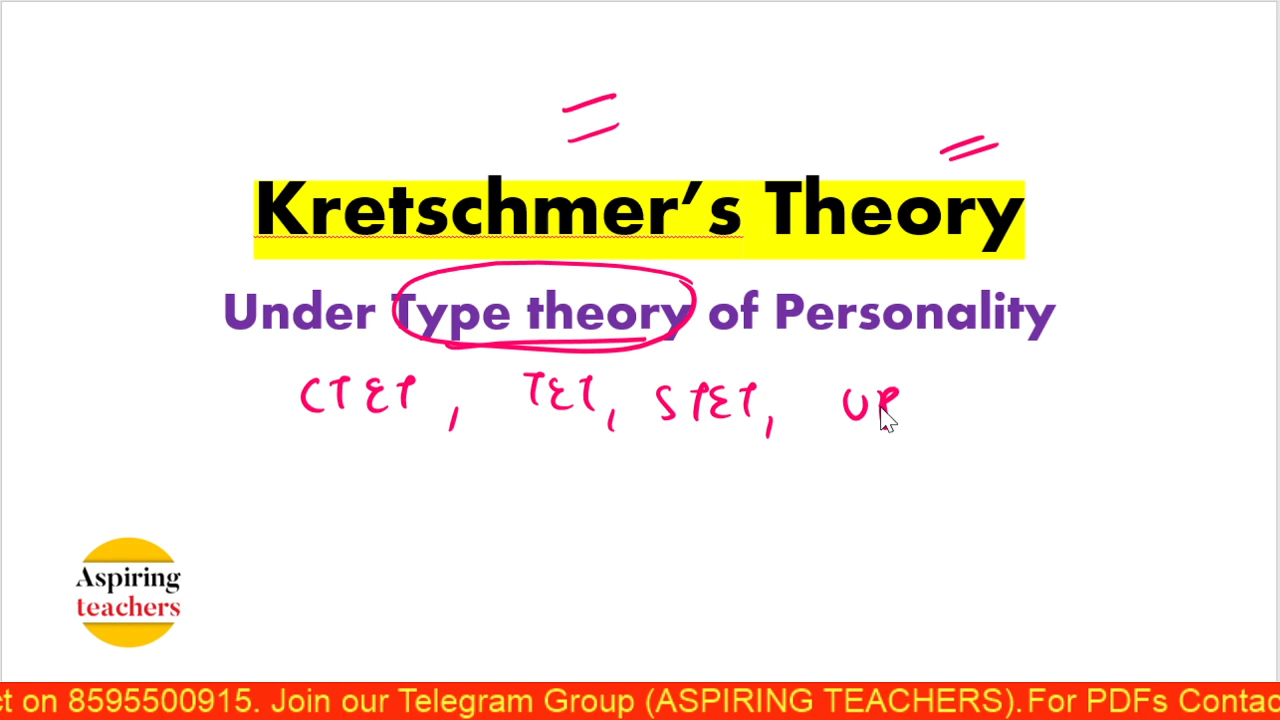 Kretschmer’s Theory
Under Type theory of Personality
CTET, TET, STET, UP
Aspiring
teachers
ct on 8595500915. Join our Telegram Group (ASPIRING TEACHERS).For PDFs Contac